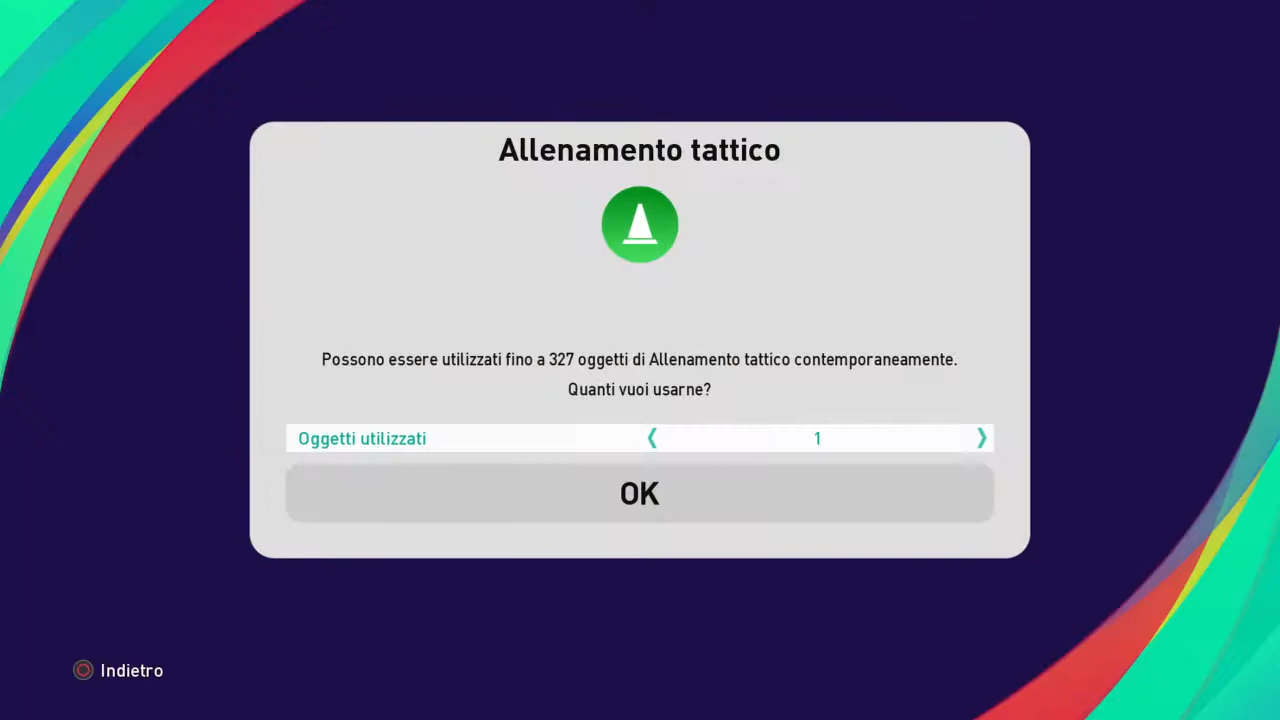 Allenamento tattico
Possono essere utilizzati fino a 327 oggetti di Allenamento tattico contemporaneamente.
Quanti vuoi usarne?
Oggetti utilizzati 1
OK
Indietro